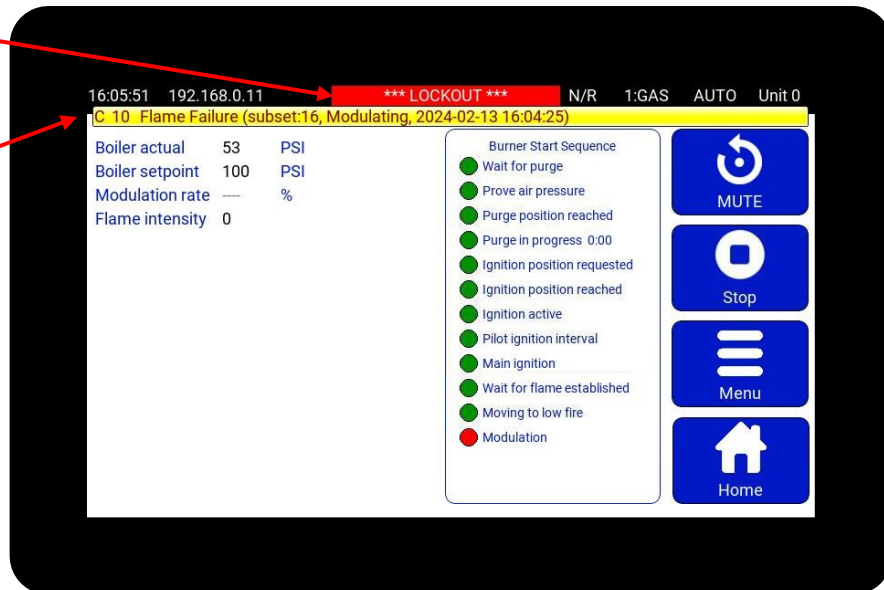 16:05:51 192.168.0.11 *** LOCKOUT *** N/R 1:GAS AUTO Unit 0
C 10 Flame Failure (subset:16, Modulating, 2024-02-13 16:04:25)
Boiler actual 53 PSI
Boiler setpoint 100 PSI
Modulation rate ---- %
Flame intensity 0
Burner Start Sequence
Wait for purge
Prove air pressure
Purge position reached
Purge in progress 0:00
Ignition position requested
Ignition position reached
Ignition active
Pilot ignition interval
Main ignition
Wait for flame established
Moving to low fire
Modulation
MUTE
Stop
Menu
Home